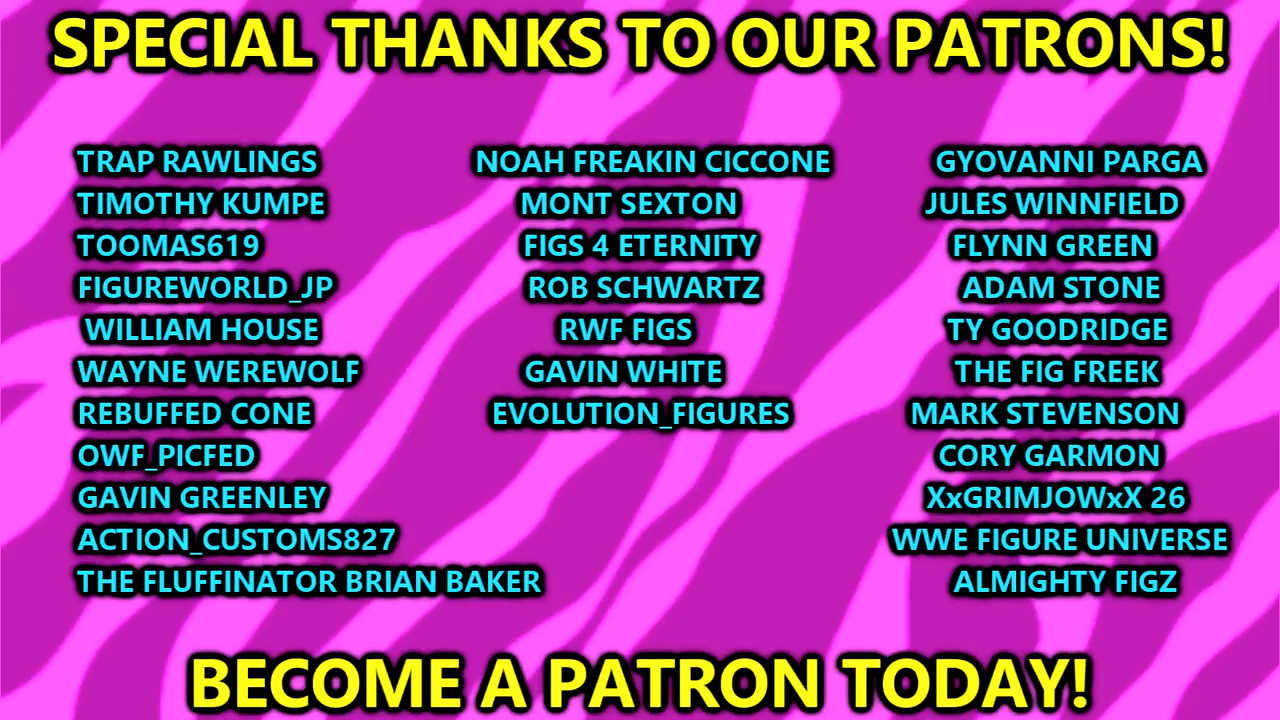 SPECIAL THANKS TO OUR PATRONS!
TRAP RAWLINGS
TIMOTHY KUMPE
TOOMAS619
FIGUREWORLD_JP
WILLIAM HOUSE
WAYNE WEREWOLF
REBUFFED CONE
OWF_PICFED
GAVIN GREENLEY
ACTION_CUSTOMS827
THE FLUFFINATOR BRIAN BAKER
NOAH FREAKIN CICCONE
MONT SEXTON
FIGS 4 ETERNITY
ROB SCHWARTZ
RWF FIGS
GAVIN WHITE
EVOLUTION_FIGURES
GYOVANNI PARGA
JULES WINNFIELD
FLYNN GREEN
ADAM STONE
TY GOODRIDGE
THE FIG FREEK
MARK STEVENSON
CORY GARMON
XxGRIMJOWxX 26
WWE FIGURE UNIVERSE
ALMIGHTY FIGZ
BECOME A PATRON TODAY!